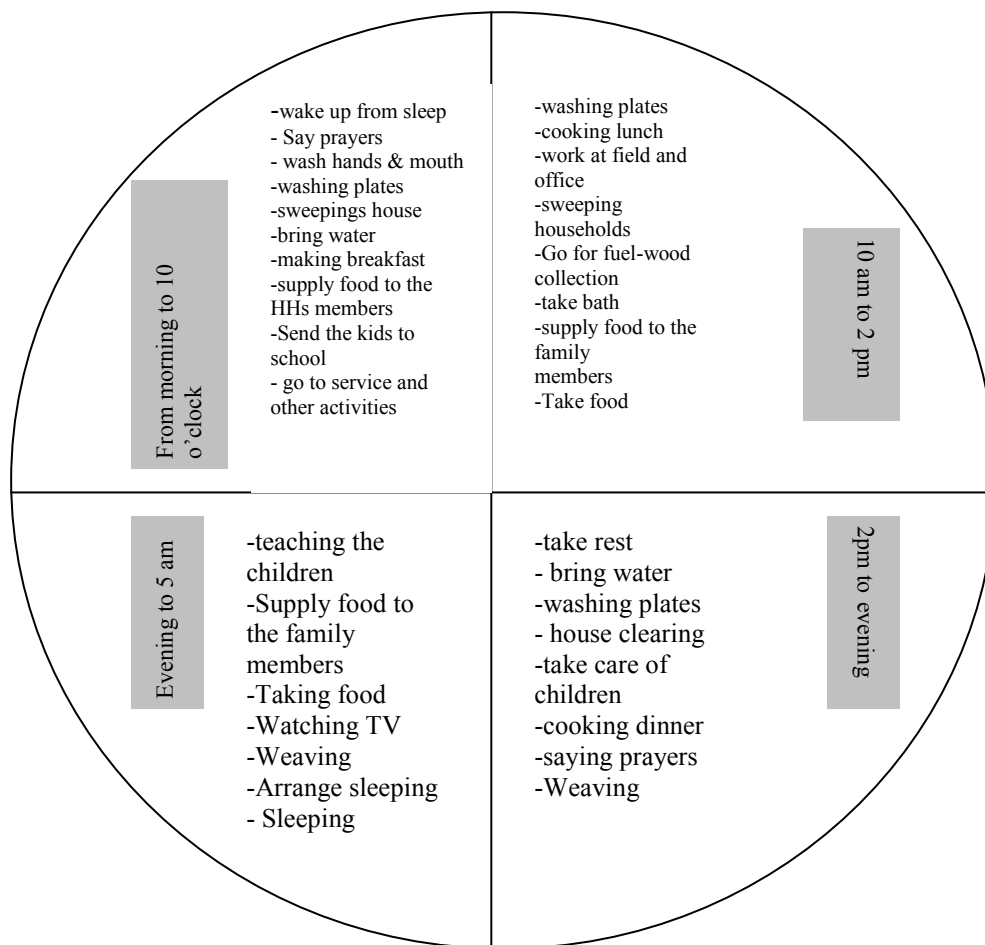 -wake up from sleep
- Say prayers
- wash hands & mouth
-washing plates
-sweepings house
-bring water
-making breakfast
-supply food to the
HHs members
-Send the kids to
school
- go to service and
other activities
From morning to 10
o’clock
-washing plates
-cooking lunch
-work at field and
office
-sweeping
households
-Go for fuel-wood
collection
-take bath
-supply food to the
family
members
-Take food
10 am to 2 pm
Evening to 5 am
-teaching the
children
-Supply food to
the family
members
-Taking food
-Watching TV
-Weaving
-Arrange sleeping
- Sleeping
-take rest
- bring water
-washing plates
- house clearing
-take care of
children
-cooking dinner
-saying prayers
-Weaving
2pm to evening